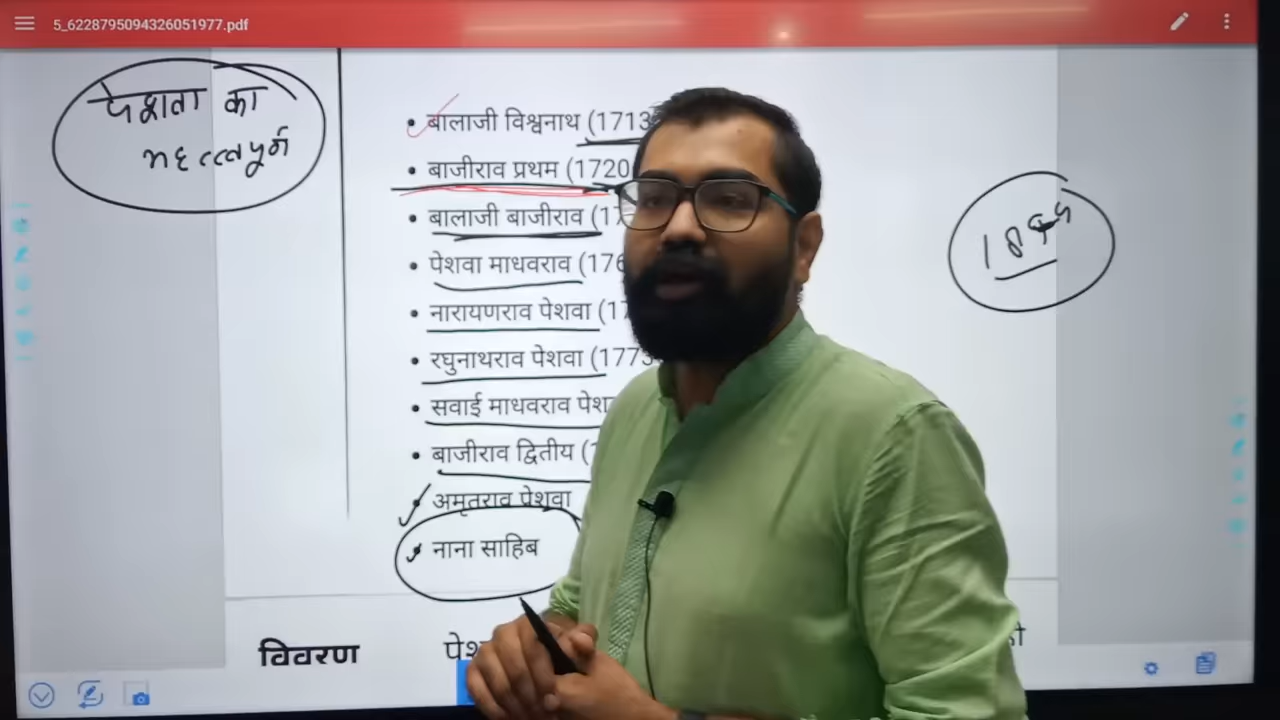 5_6228795094326051977.pdf
पेशवा का
महत्त्वपूर्ण
• बालाजी विश्वनाथ (1713
• बाजीराव प्रथम (1720
• बालाजी बाजीराव (17
• पेशवा माधवराव (176
• नारायणराव पेशवा (17
• रघुनाथराव पेशवा (1773
• सवाई माधवराव पेश
• बाजीराव द्वितीय (1
• अमृतराव पेशवा
• नाना साहिब
विवरण